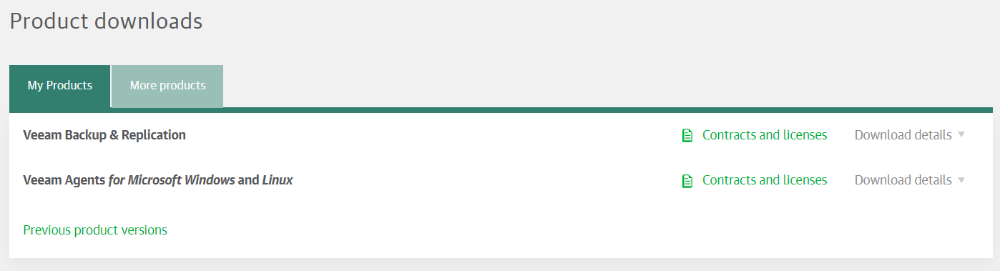 Product downloads
My Products More products
Veeam Backup & Replication Contracts and licenses Download details
Veeam Agents for Microsoft Windows and Linux Contracts and licenses Download details
Previous product versions